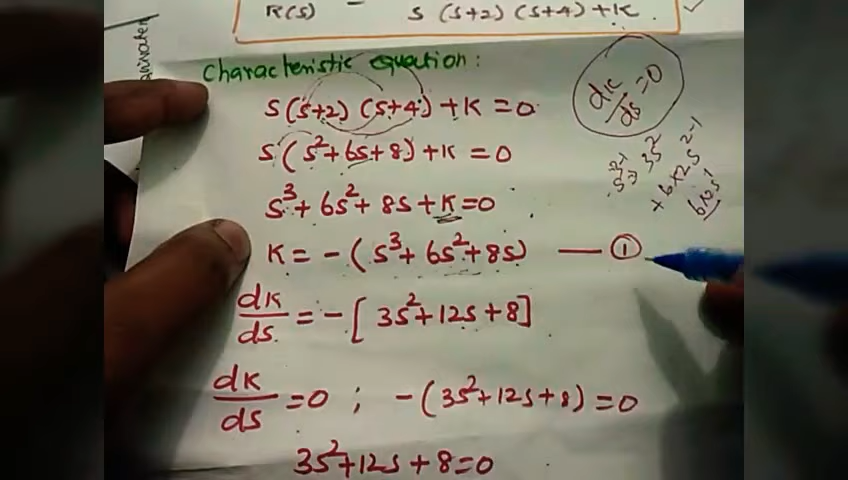 R(s) = s (s+2) (s+4) + K
Characteristic equation:
dK/ds = 0
s(s+2) (s+4) + K = 0
s(s²+6s+8) + K = 0
s³+6s²+8s+K=0
K = -(s³+6s²+8s) — ①
dK/ds = -[3s²+12s+8]
dK/ds = 0 ; -(3s²+12s+8) = 0
3s²+12s+8=0